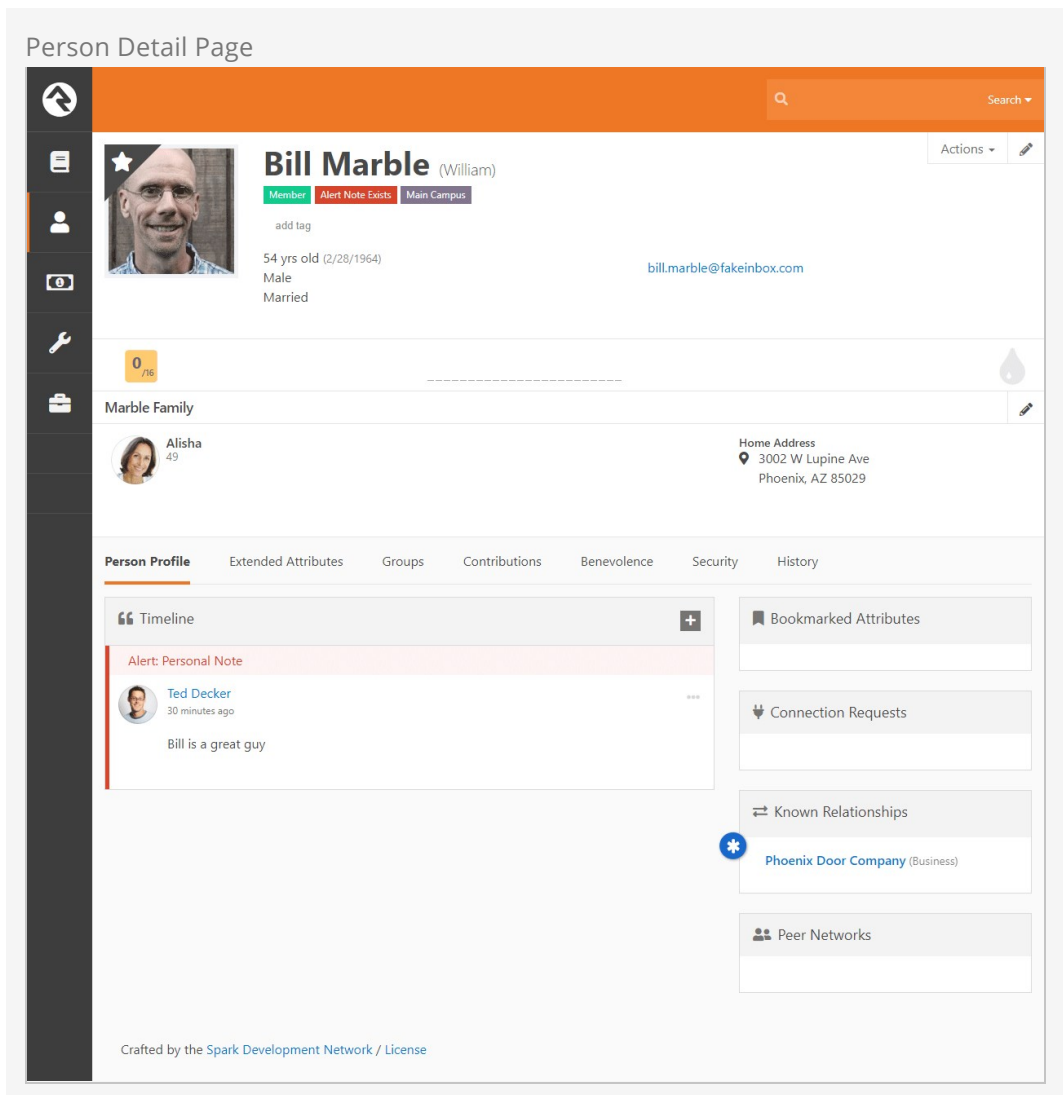 Person Detail Page
Search
Actions
Bill Marble (William)
Member Alert Note Exists Main Campus
add tag
54 yrs old (2/28/1964)
Male
Married
bill.marble@fakeinbox.com
0/16
Marble Family
Alisha
49
Home Address
3002 W Lupine Ave
Phoenix, AZ 85029
Person Profile Extended Attributes Groups Contributions Benevolence Security History
Timeline
Alert: Personal Note
Ted Decker
30 minutes ago
Bill is a great guy
Bookmarked Attributes
Connection Requests
Known Relationships
Phoenix Door Company (Business)
Peer Networks
Crafted by the Spark Development Network / License